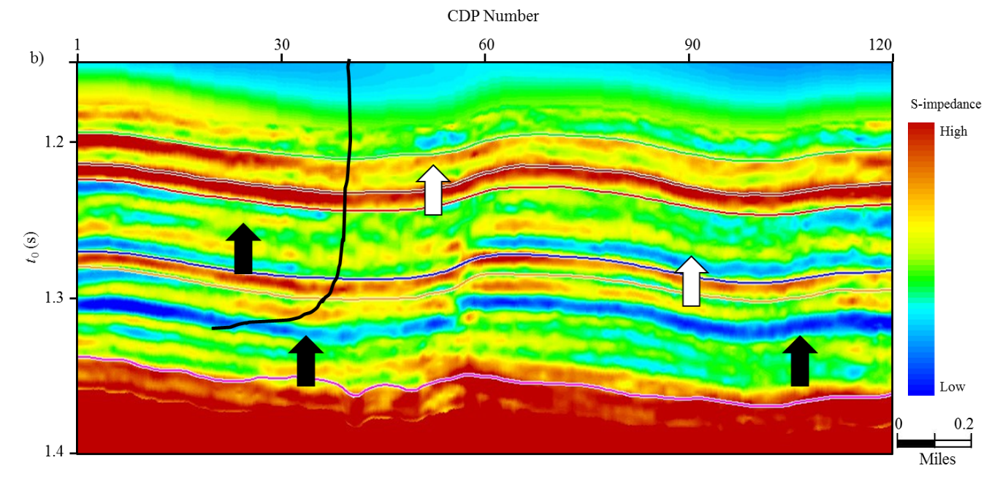 CDP Number
1 30 60 90 120
b)
S-impedance
High
1.2
t₀ (s)
1.3
Low
0 0.2
1.4
Miles